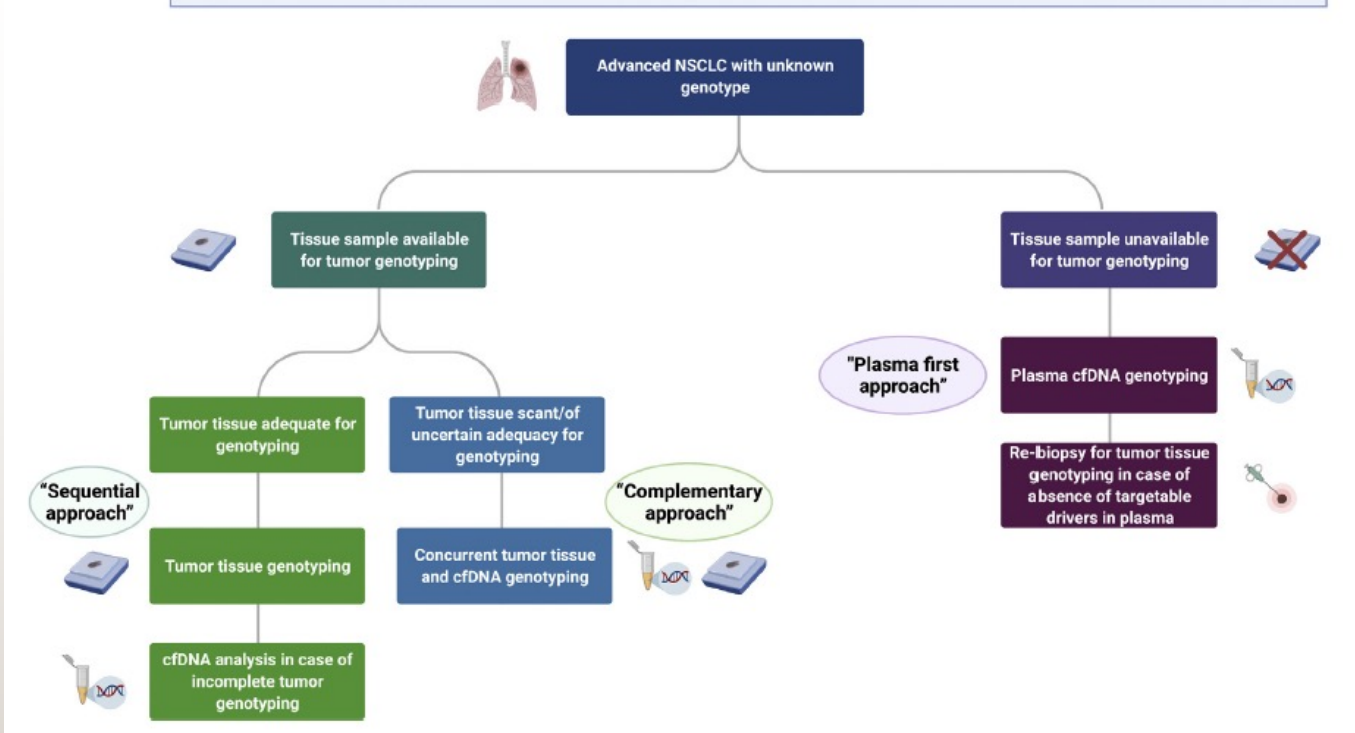 Advanced NSCLC with unknown
genotype
Tissue sample available
for tumor genotyping
Tissue sample unavailable
for tumor genotyping
"Plasma first
approach”
Plasma cfDNA genotyping
Tumor tissue adequate for
genotyping
Tumor tissue scant/of
uncertain adequacy for
genotyping
Re-biopsy for tumor tissue
genotyping in case of
absence of targetable
drivers in plasma
“Sequential
approach”
“Complementary
approach”
Tumor tissue genotyping
Concurrent tumor tissue
and cfDNA genotyping
cfDNA analysis in case of
incomplete tumor
genotyping